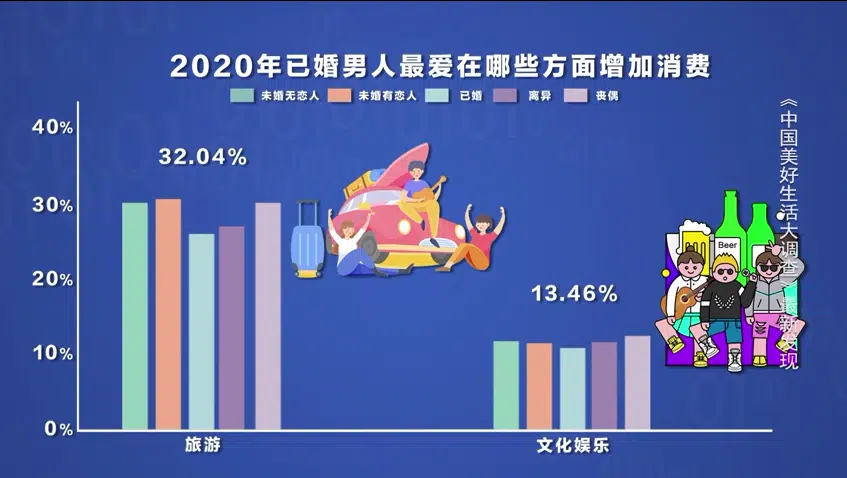 2020年已婚男人最爱在哪些方面增加消费
未婚无恋人 未婚有恋人 已婚 离异 丧偶
40%
30%
20%
10%
0%
32.04%
13.46%
旅游
文化娱乐
Beer
《中国美好生活大调查》最新发现